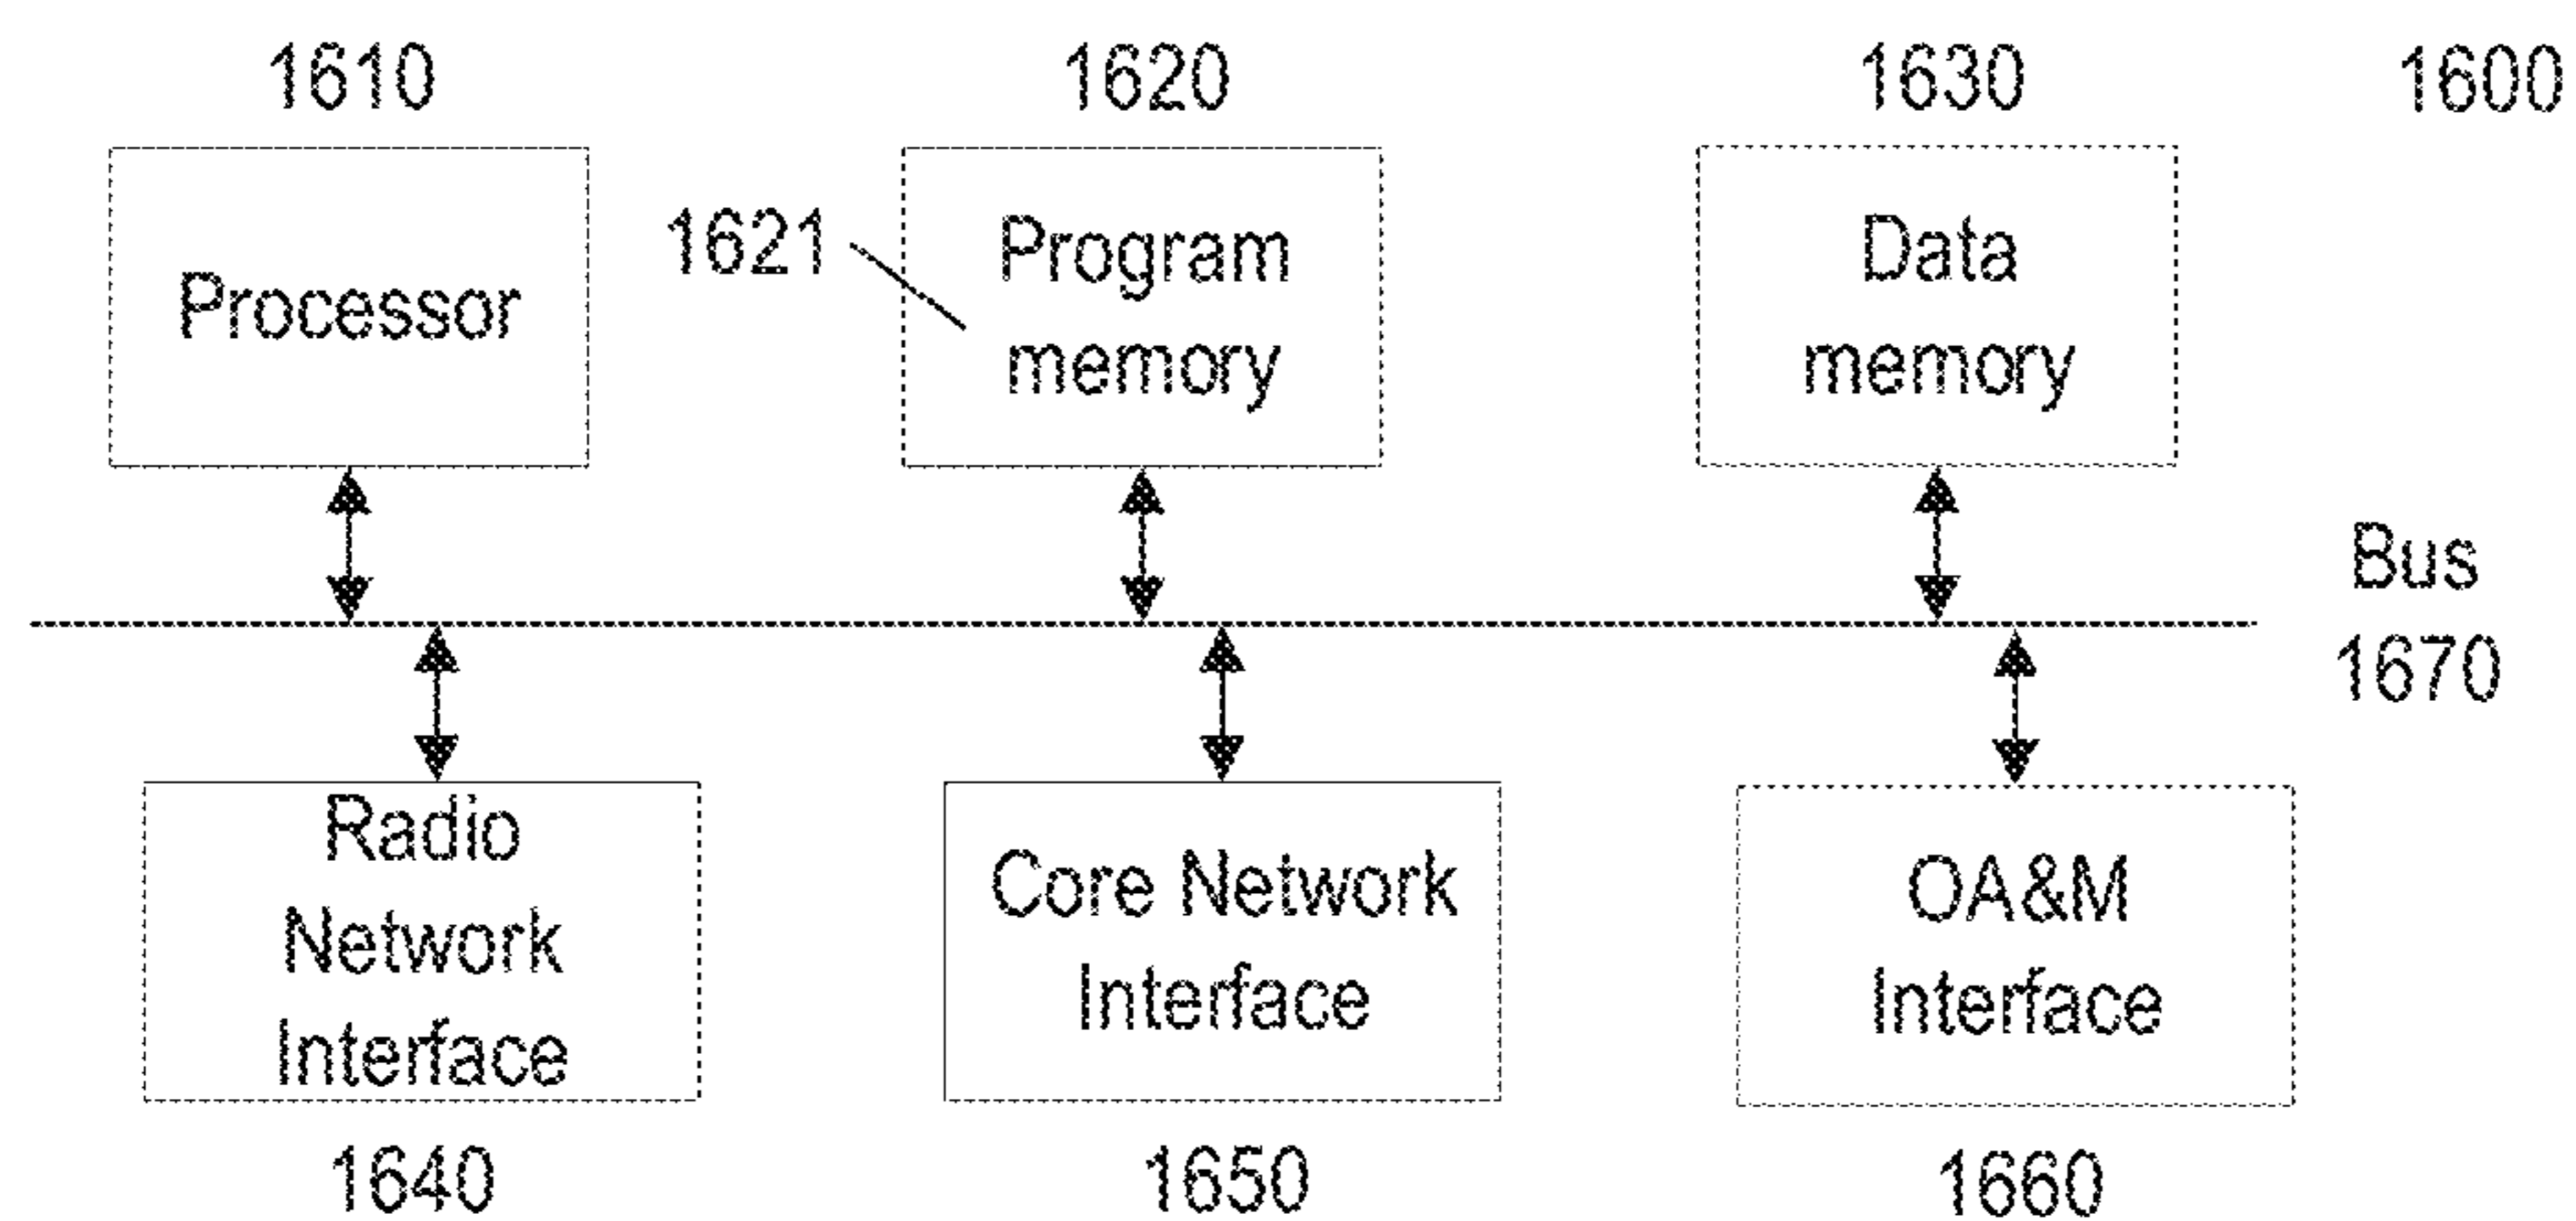 1610
1620
1630
1600
Processor
1621
Program
memory
Data
memory
Bus
1670
Radio
Network
Interface
Core Network
Interface
OA&M
Interface
1640
1650
1660